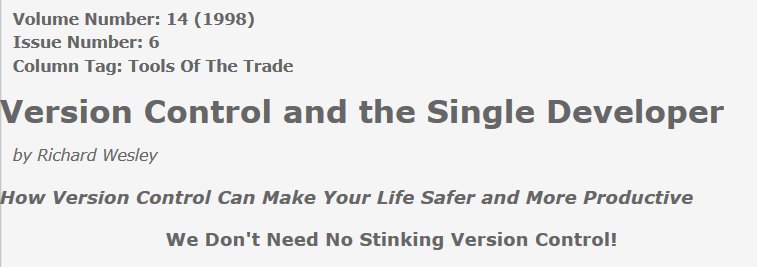 Volume Number: 14 (1998)
Issue Number: 6
Column Tag: Tools Of The Trade
Version Control and the Single Developer
by Richard Wesley
How Version Control Can Make Your Life Safer and More Productive
We Don't Need No Stinking Version Control!